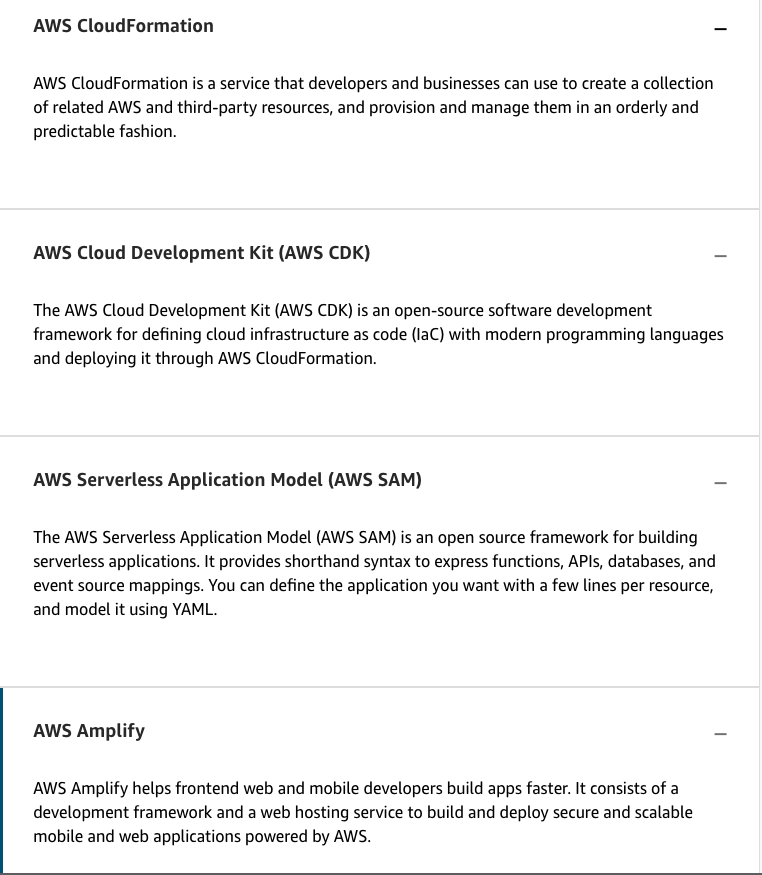 AWS CloudFormation
AWS CloudFormation is a service that developers and businesses can use to create a collection
of related AWS and third-party resources, and provision and manage them in an orderly and
predictable fashion.
AWS Cloud Development Kit (AWS CDK)
The AWS Cloud Development Kit (AWS CDK) is an open-source software development
framework for defining cloud infrastructure as code (IaC) with modern programming languages
and deploying it through AWS CloudFormation.
AWS Serverless Application Model (AWS SAM)
The AWS Serverless Application Model (AWS SAM) is an open source framework for building
serverless applications. It provides shorthand syntax to express functions, APIs, databases, and
event source mappings. You can define the application you want with a few lines per resource,
and model it using YAML.
AWS Amplify
AWS Amplify helps frontend web and mobile developers build apps faster. It consists of a
development framework and a web hosting service to build and deploy secure and scalable
mobile and web applications powered by AWS.